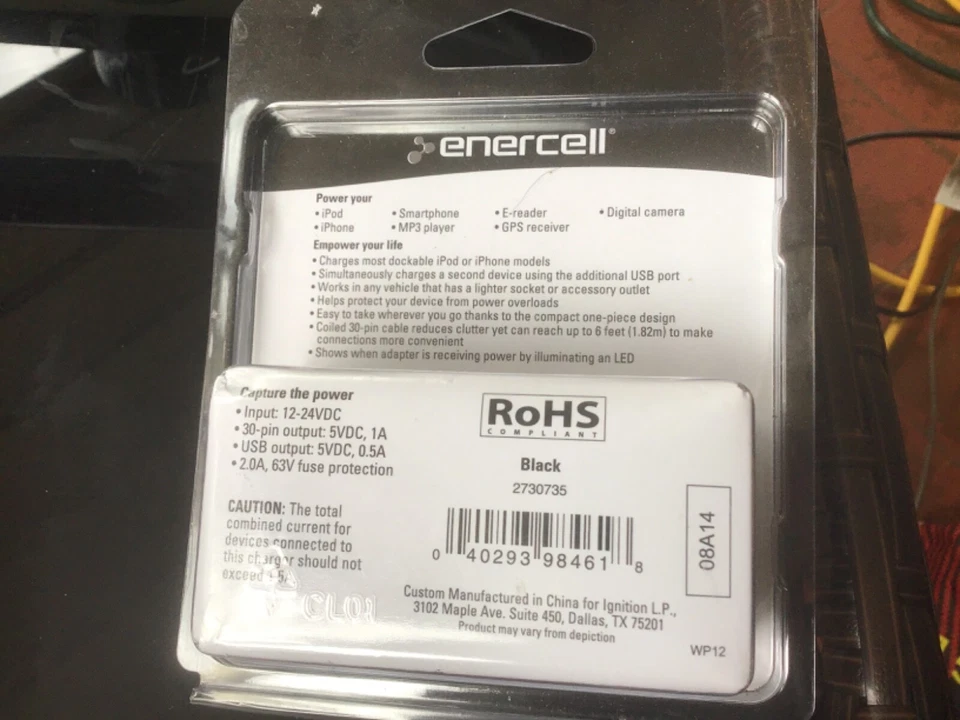 enercell®
Power your
• iPod • Smartphone • E-reader • Digital camera
• iPhone • MP3 player • GPS receiver
Empower your life
• Charges most dockable iPod or iPhone models
• Simultaneously charges a second device using the additional USB port
• Works in any vehicle that has a lighter socket or accessory outlet
• Helps protect your device from power overloads
• Easy to take wherever you go thanks to the compact one-piece design
• Coiled 30-pin cable reduces clutter yet can reach up to 6 feet (1.82m) to make
connections more convenient
• Shows when adapter is receiving power by illuminating an LED
Capture the power
• Input: 12-24VDC
• 30-pin output: 5VDC, 1A
• USB output: 5VDC, 0.5A
• 2.0A, 63V fuse protection
CAUTION: The total
combined current for
devices connected to
this charger should not
exceed
CL01
RoHS
COMPLIANT
Black
2730735
0 40293 98461 8
08A14
Custom Manufactured in China for Ignition L.P.,
3102 Maple Ave. Suite 450, Dallas, TX 75201
Product may vary from depiction
WP12